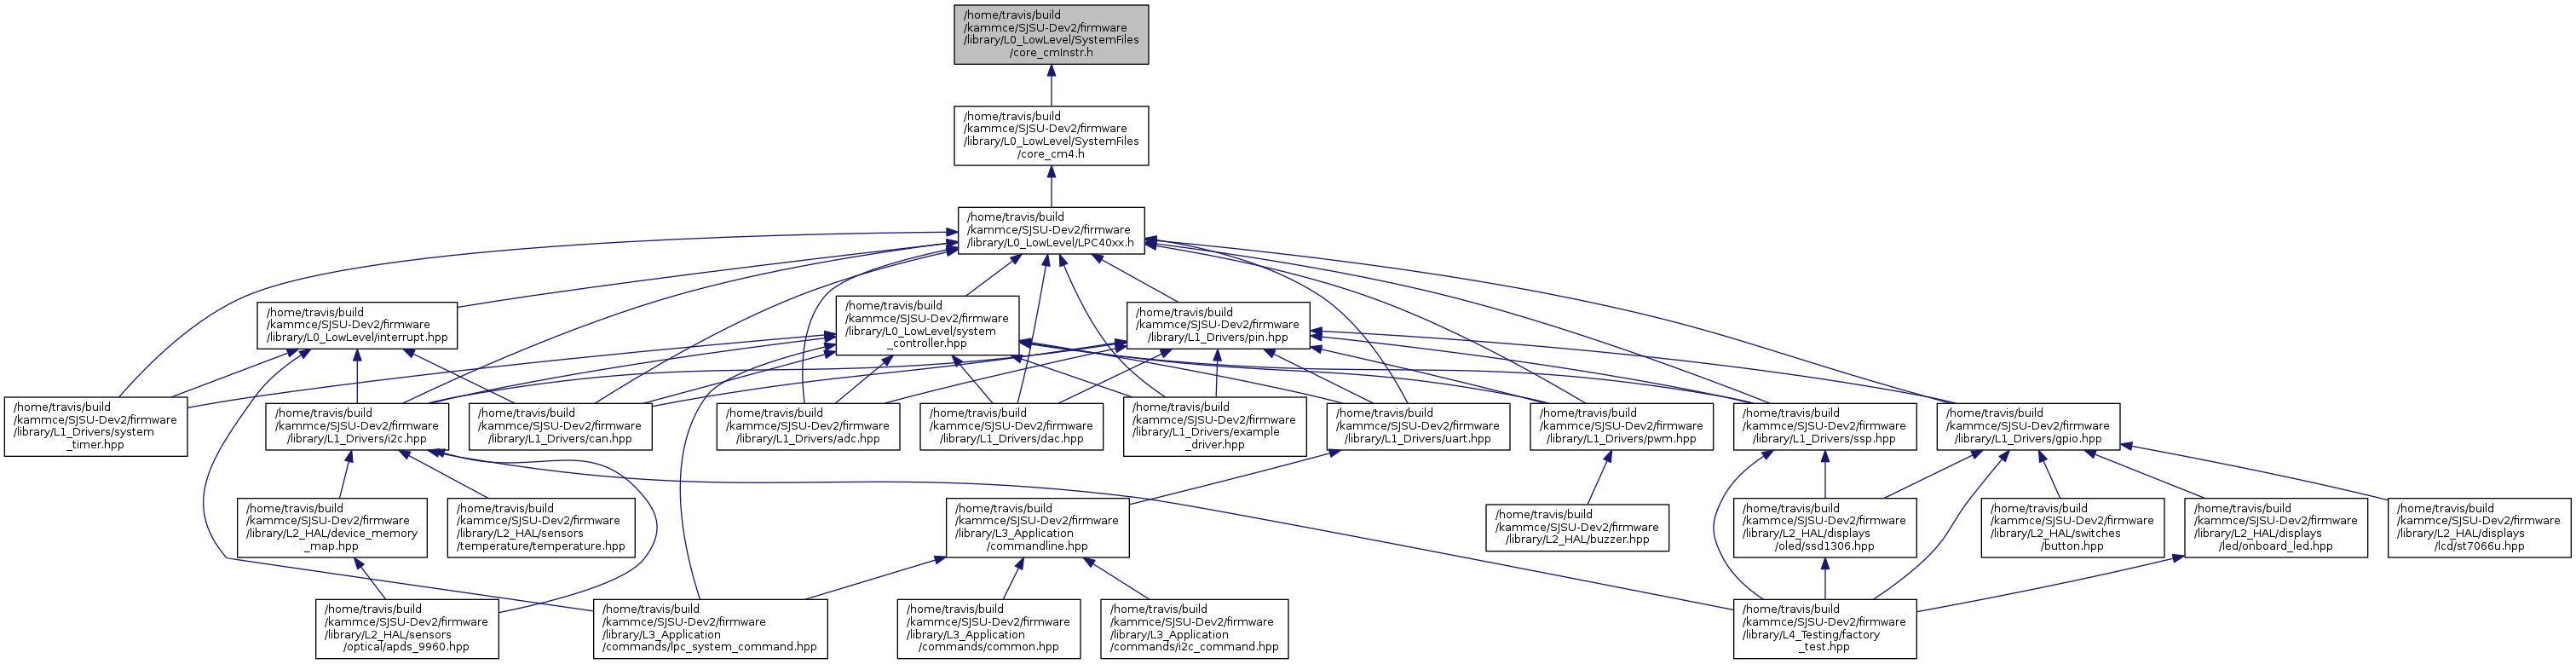 /home/travis/build
/kammce/SJSU-Dev2/firmware
/library/L0_LowLevel/SystemFiles
/core_cmInstr.h
/home/travis/build
/kammce/SJSU-Dev2/firmware
/library/L0_LowLevel/SystemFiles
/core_cm4.h
/home/travis/build
/kammce/SJSU-Dev2/firmware
/library/L0_LowLevel/LPC40xx.h
/home/travis/build
/kammce/SJSU-Dev2/firmware
/library/L0_LowLevel/interrupt.hpp
/home/travis/build
/kammce/SJSU-Dev2/firmware
/library/L0_LowLevel/system
_controller.hpp
/home/travis/build
/kammce/SJSU-Dev2/firmware
/library/L1_Drivers/pin.hpp
/home/travis/build
/kammce/SJSU-Dev2/firmware
/library/L1_Drivers/system
_timer.hpp
/home/travis/build
/kammce/SJSU-Dev2/firmware
/library/L1_Drivers/i2c.hpp
/home/travis/build
/kammce/SJSU-Dev2/firmware
/library/L1_Drivers/can.hpp
/home/travis/build
/kammce/SJSU-Dev2/firmware
/library/L1_Drivers/adc.hpp
/home/travis/build
/kammce/SJSU-Dev2/firmware
/library/L1_Drivers/dac.hpp
/home/travis/build
/kammce/SJSU-Dev2/firmware
/library/L1_Drivers/example
_driver.hpp
/home/travis/build
/kammce/SJSU-Dev2/firmware
/library/L1_Drivers/uart.hpp
/home/travis/build
/kammce/SJSU-Dev2/firmware
/library/L1_Drivers/pwm.hpp
/home/travis/build
/kammce/SJSU-Dev2/firmware
/library/L1_Drivers/ssp.hpp
/home/travis/build
/kammce/SJSU-Dev2/firmware
/library/L1_Drivers/gpio.hpp
/home/travis/build
/kammce/SJSU-Dev2/firmware
/library/L2_HAL/device_memory
_map.hpp
/home/travis/build
/kammce/SJSU-Dev2/firmware
/library/L2_HAL/sensors
/temperature/temperature.hpp
/home/travis/build
/kammce/SJSU-Dev2/firmware
/library/L3_Application
/commandline.hpp
/home/travis/build
/kammce/SJSU-Dev2/firmware
/library/L2_HAL/buzzer.hpp
/home/travis/build
/kammce/SJSU-Dev2/firmware
/library/L2_HAL/displays
/oled/ssd1306.hpp
/home/travis/build
/kammce/SJSU-Dev2/firmware
/library/L2_HAL/switches
/button.hpp
/home/travis/build
/kammce/SJSU-Dev2/firmware
/library/L2_HAL/displays
/led/onboard_led.hpp
/home/travis/build
/kammce/SJSU-Dev2/firmware
/library/L2_HAL/displays
/lcd/st7066u.hpp
/home/travis/build
/kammce/SJSU-Dev2/firmware
/library/L2_HAL/sensors
/optical/apds_9960.hpp
/home/travis/build
/kammce/SJSU-Dev2/firmware
/library/L3_Application
/commands/lpc_system_command.hpp
/home/travis/build
/kammce/SJSU-Dev2/firmware
/library/L3_Application
/commands/common.hpp
/home/travis/build
/kammce/SJSU-Dev2/firmware
/library/L3_Application
/commands/i2c_command.hpp
/home/travis/build
/kammce/SJSU-Dev2/firmware
/library/L4_Testing/factory
_test.hpp